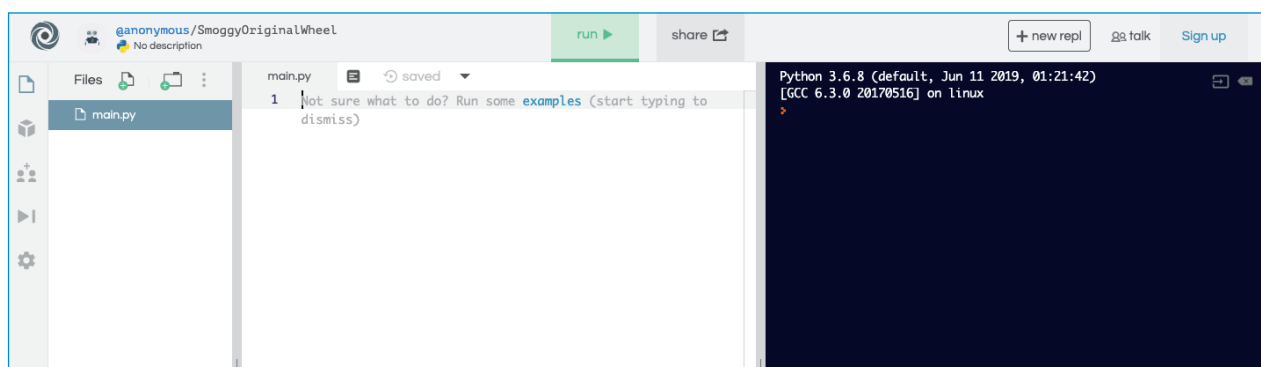 @anonymous/SmoggyOriginalWheel
No description
run
share
+ new repl
talk
Sign up
Files
main.py
main.py
saved
1 Not sure what to do? Run some examples (start typing to
dismiss)
Python 3.6.8 (default, Jun 11 2019, 01:21:42)
[GCC 6.3.0 20170516] on linux
>